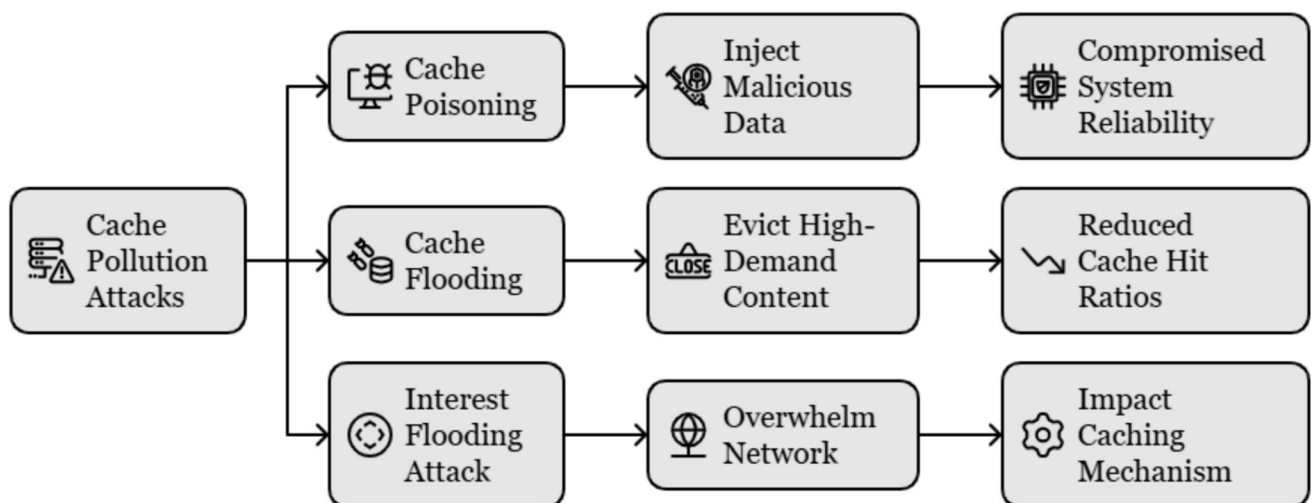 Cache
Pollution
Attacks
Cache
Poisoning
Inject
Malicious
Data
Compromised
System
Reliability
Cache
Flooding
Evict High-
Demand
Content
CLOSE
Reduced
Cache Hit
Ratios
Interest
Flooding
Attack
Overwhelm
Network
Impact
Caching
Mechanism